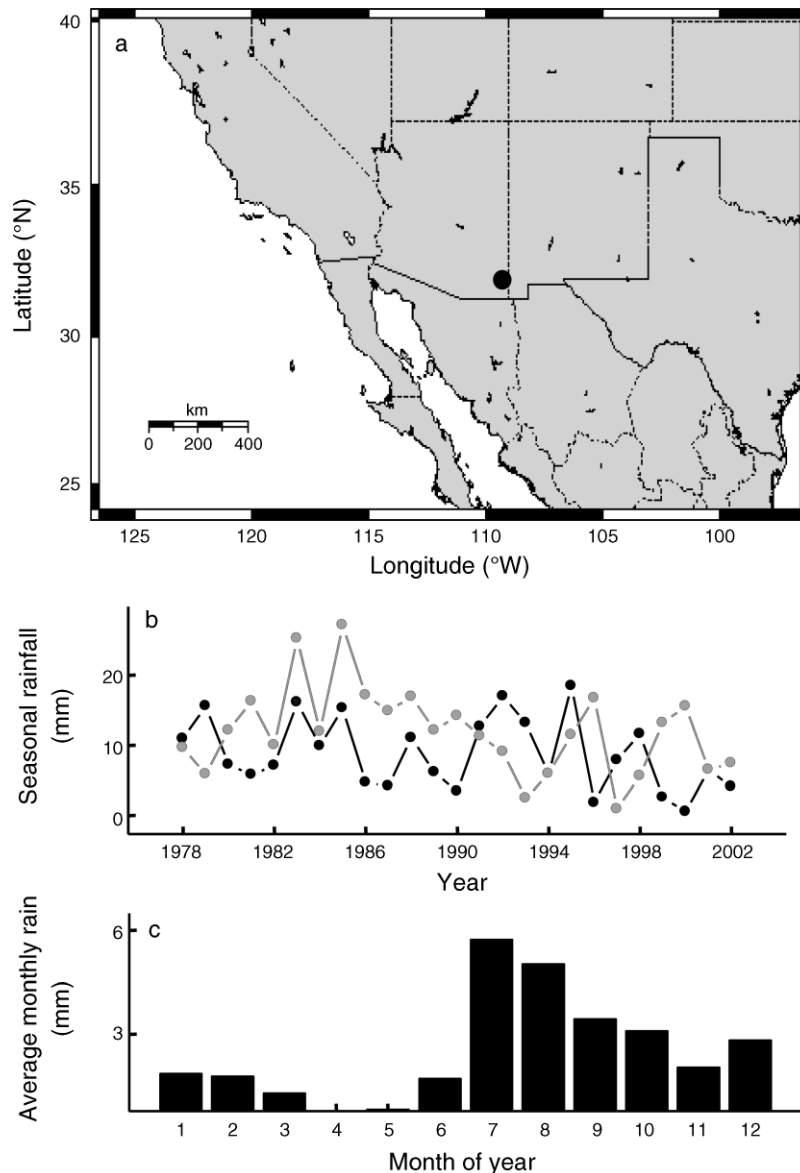 a
40
35
30
25
Latitude (°N)
km
0 200 400
125 120 115 110 105 100
Longitude (°W)
b
Seasonal rainfall
(mm)
20
10
0
1978 1982 1986 1990 1994 1998 2002
Year
c
Average monthly rain
(mm)
6
3
1 2 3 4 5 6 7 8 9 10 11 12
Month of year